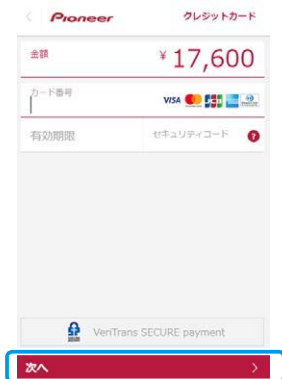 Pioneer クレジットカード
金額 ¥ 17,600
カード番号 VISA JCB
有効期限 セキュリティコード ?
VeriTrans SECURE payment
次へ